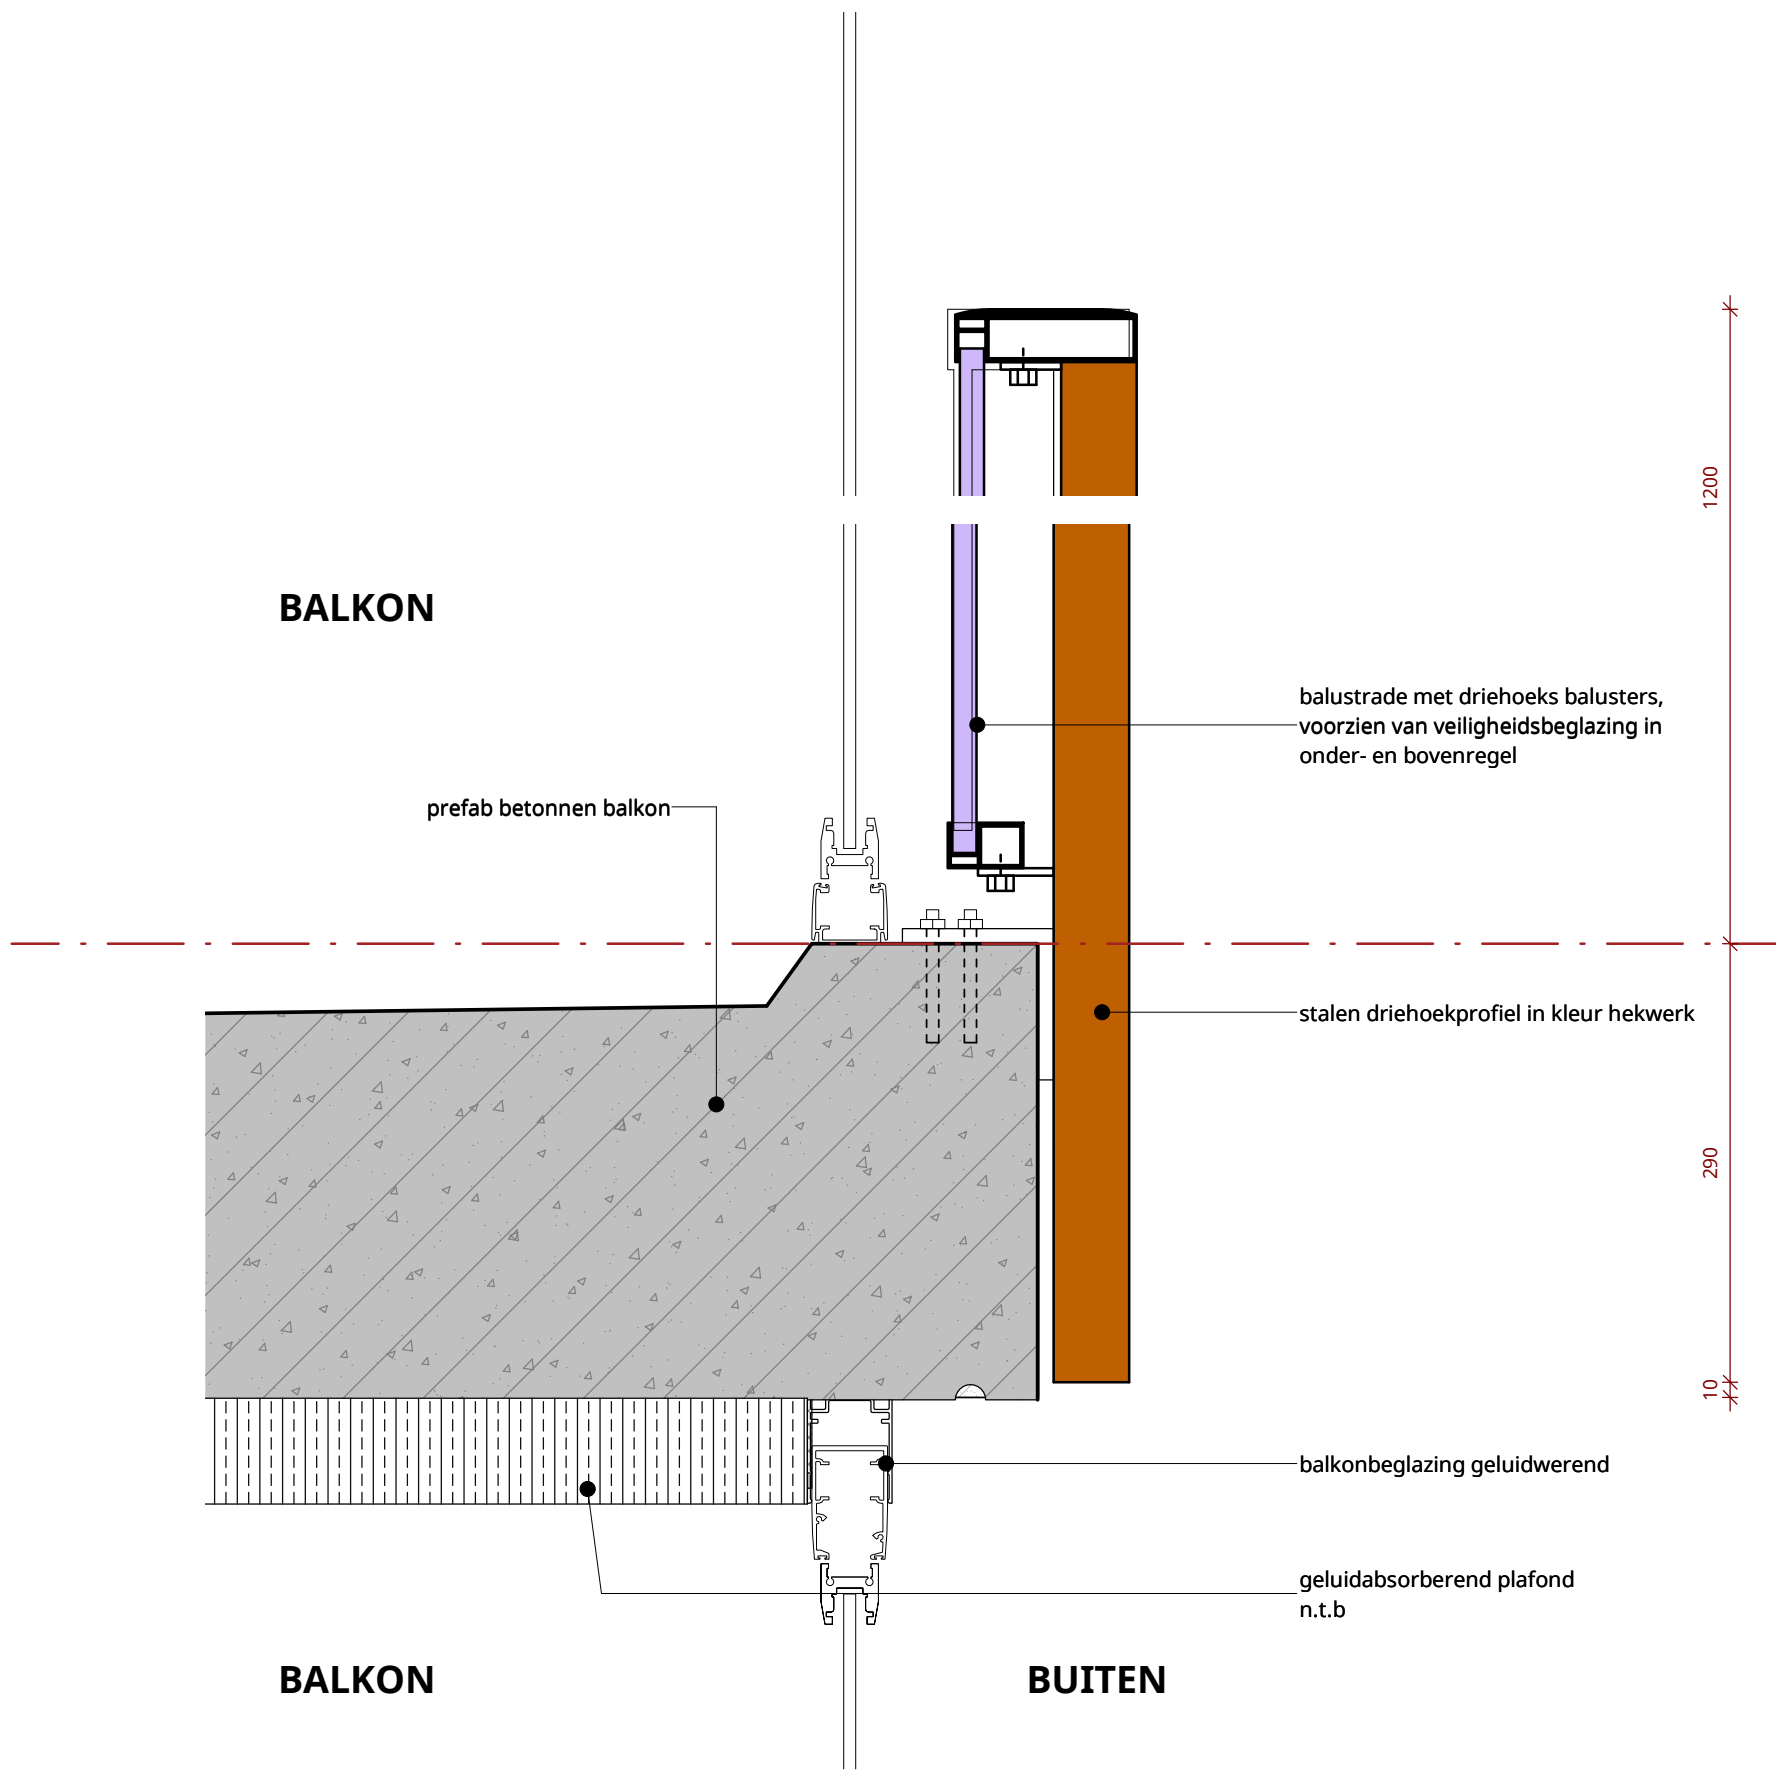 1200
BALKON
balustrade met driehoeks balusters,
voorzien van veiligheidsbeglazing in
onder- en bovenregel
prefab betonnen balkon
stalen driehoekprofiel in kleur hekwerk
290
10
balkonbeglazing geluidwerend
geluidabsorberend plafond
n.t.b
BALKON
BUITEN